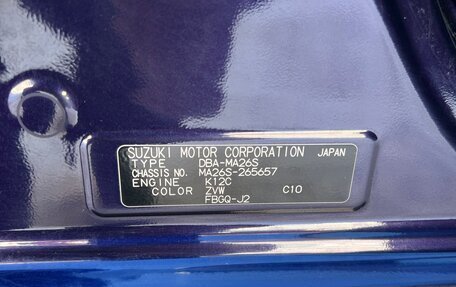 SUZUKI MOTOR CORPORATION JAPAN
TYPE DBA-MA26S
CHASSIS NO. MA26S-265657
ENGINE K12C
COLOR ZVW C10
FBGQ-J2